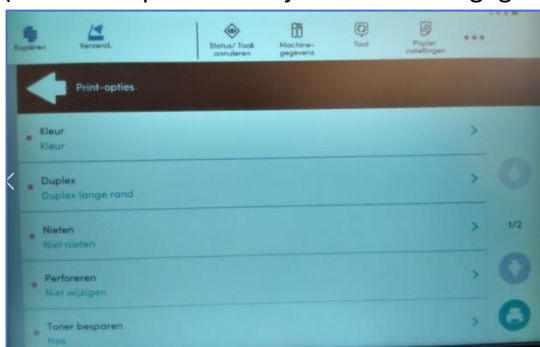 Kopiëren
Verzend.
Status/ Taak
annuleren
Machine-
gegevens
Taal
Papier
instellingen
Print-opties
Kleur
Kleur
Duplex
Duplex lange rand
Nieten
Niet nieten
1/2
Perforeren
Niet wijzigen
Toner besparen
Nee